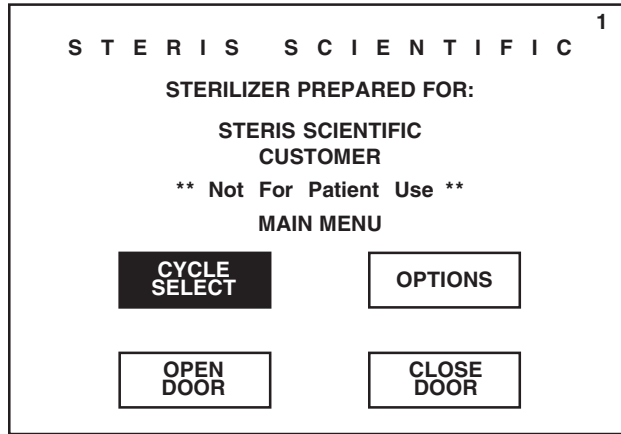 1
S T E R I S S C I E N T I F I C
STERILIZER PREPARED FOR:
STERIS SCIENTIFIC
CUSTOMER
** Not For Patient Use **
MAIN MENU
CYCLE
SELECT
OPTIONS
OPEN
DOOR
CLOSE
DOOR